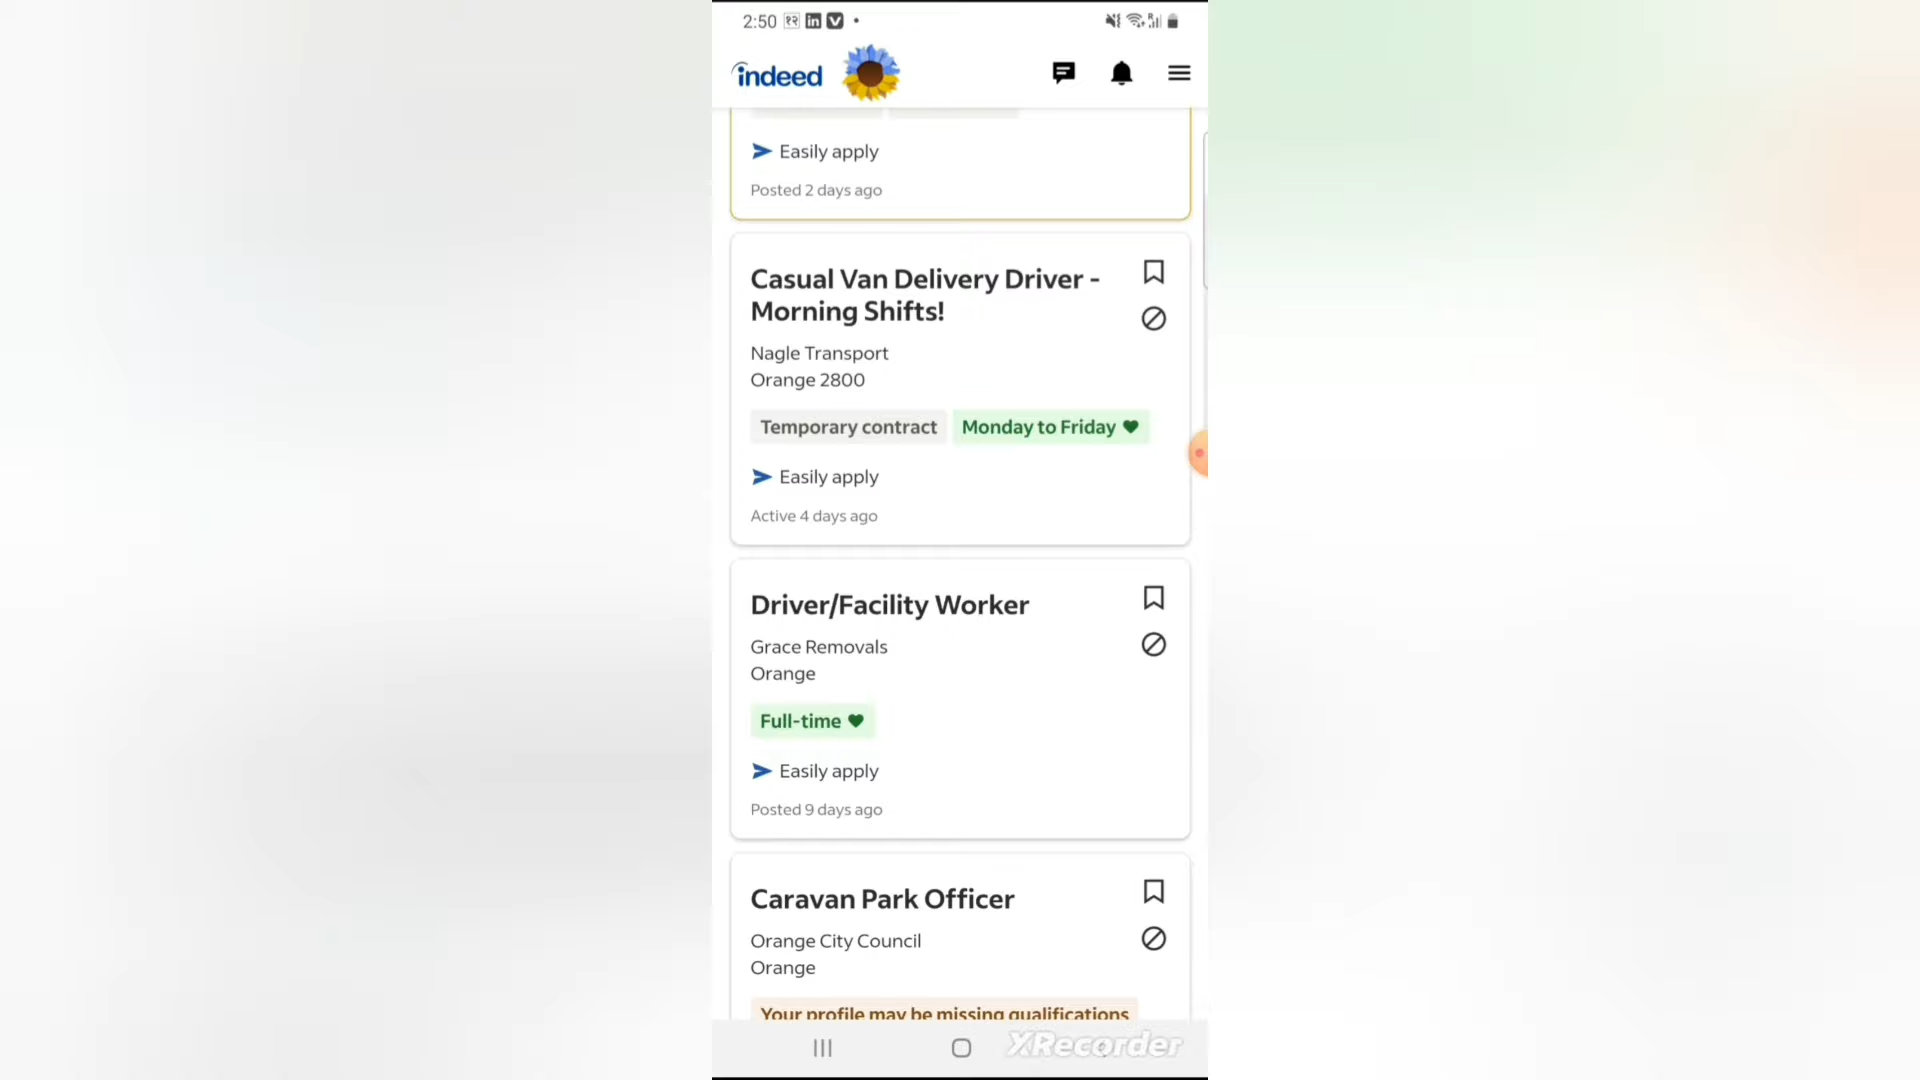 2:50 १२ in V
indeed
Easily apply
Posted 2 days ago
Casual Van Delivery Driver -
Morning Shifts!
Nagle Transport
Orange 2800
Temporary contract Monday to Friday
Easily apply
Active 4 days ago
Driver/Facility Worker
Grace Removals
Orange
Full-time
Easily apply
Posted 9 days ago
Caravan Park Officer
Orange City Council
Orange
Your profile may be missing qualifications
XRecorder